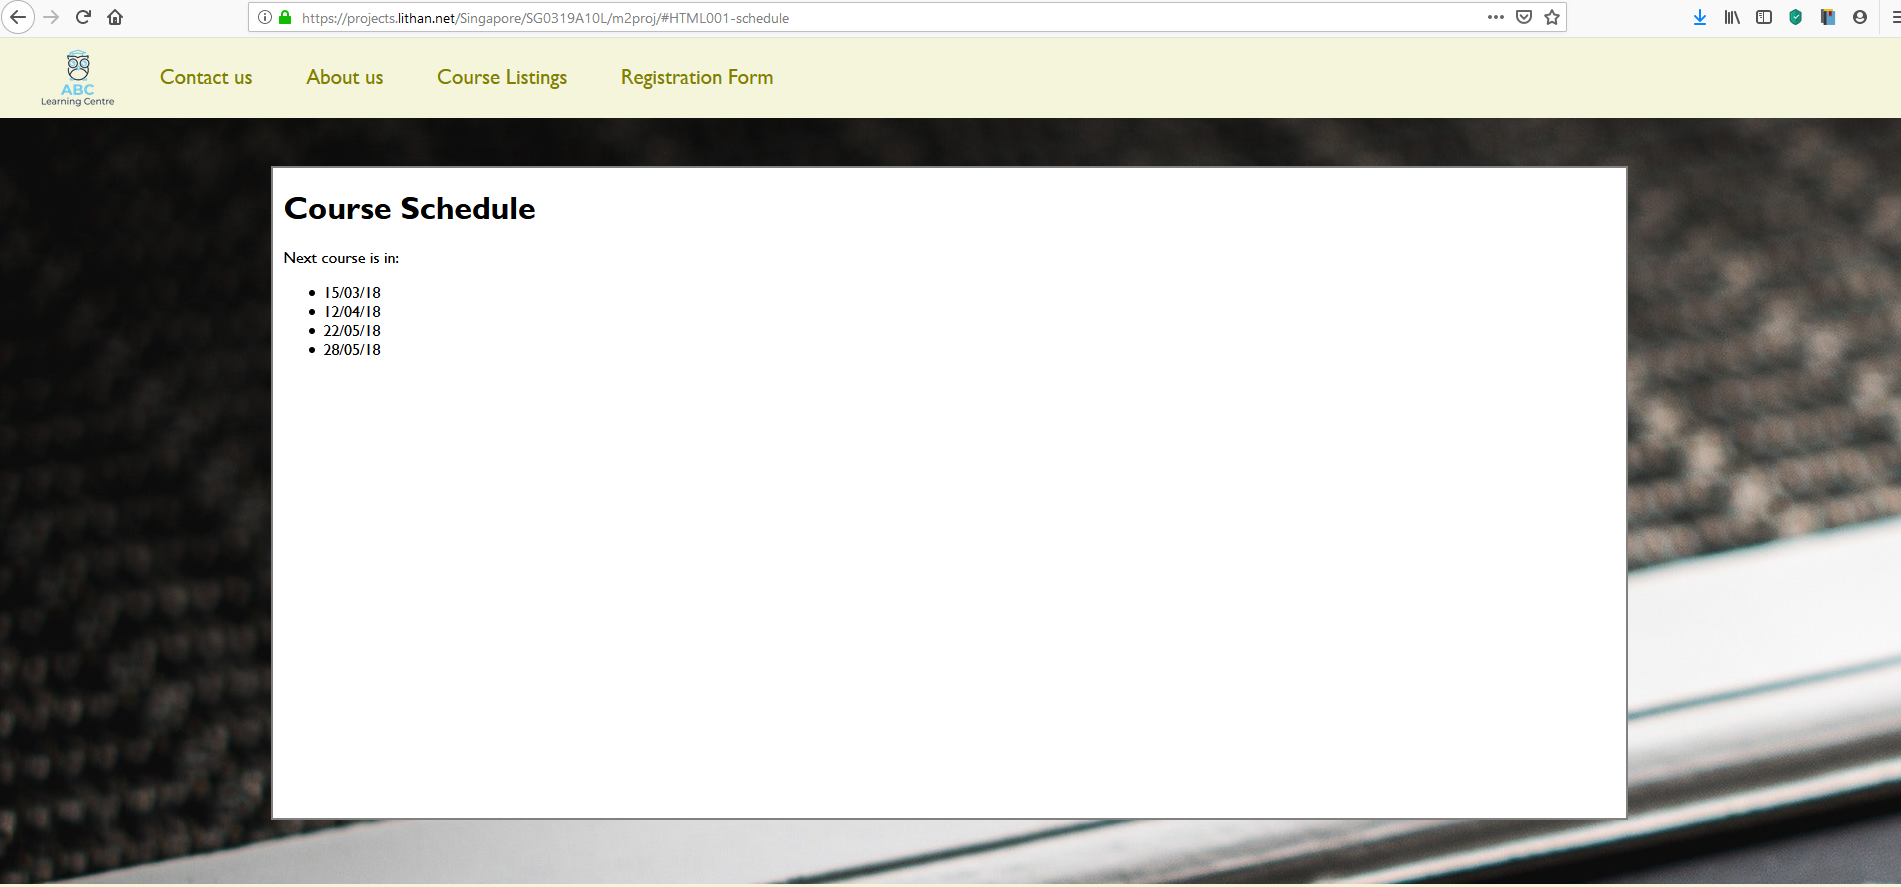 https://projects.lithan.net/Singapore/SG0319A10L/m2proj/#HTML001-schedule
ABC
Learning Centre
Contact us
About us
Course Listings
Registration Form
Course Schedule
Next course is in:
15/03/18
12/04/18
22/05/18
28/05/18